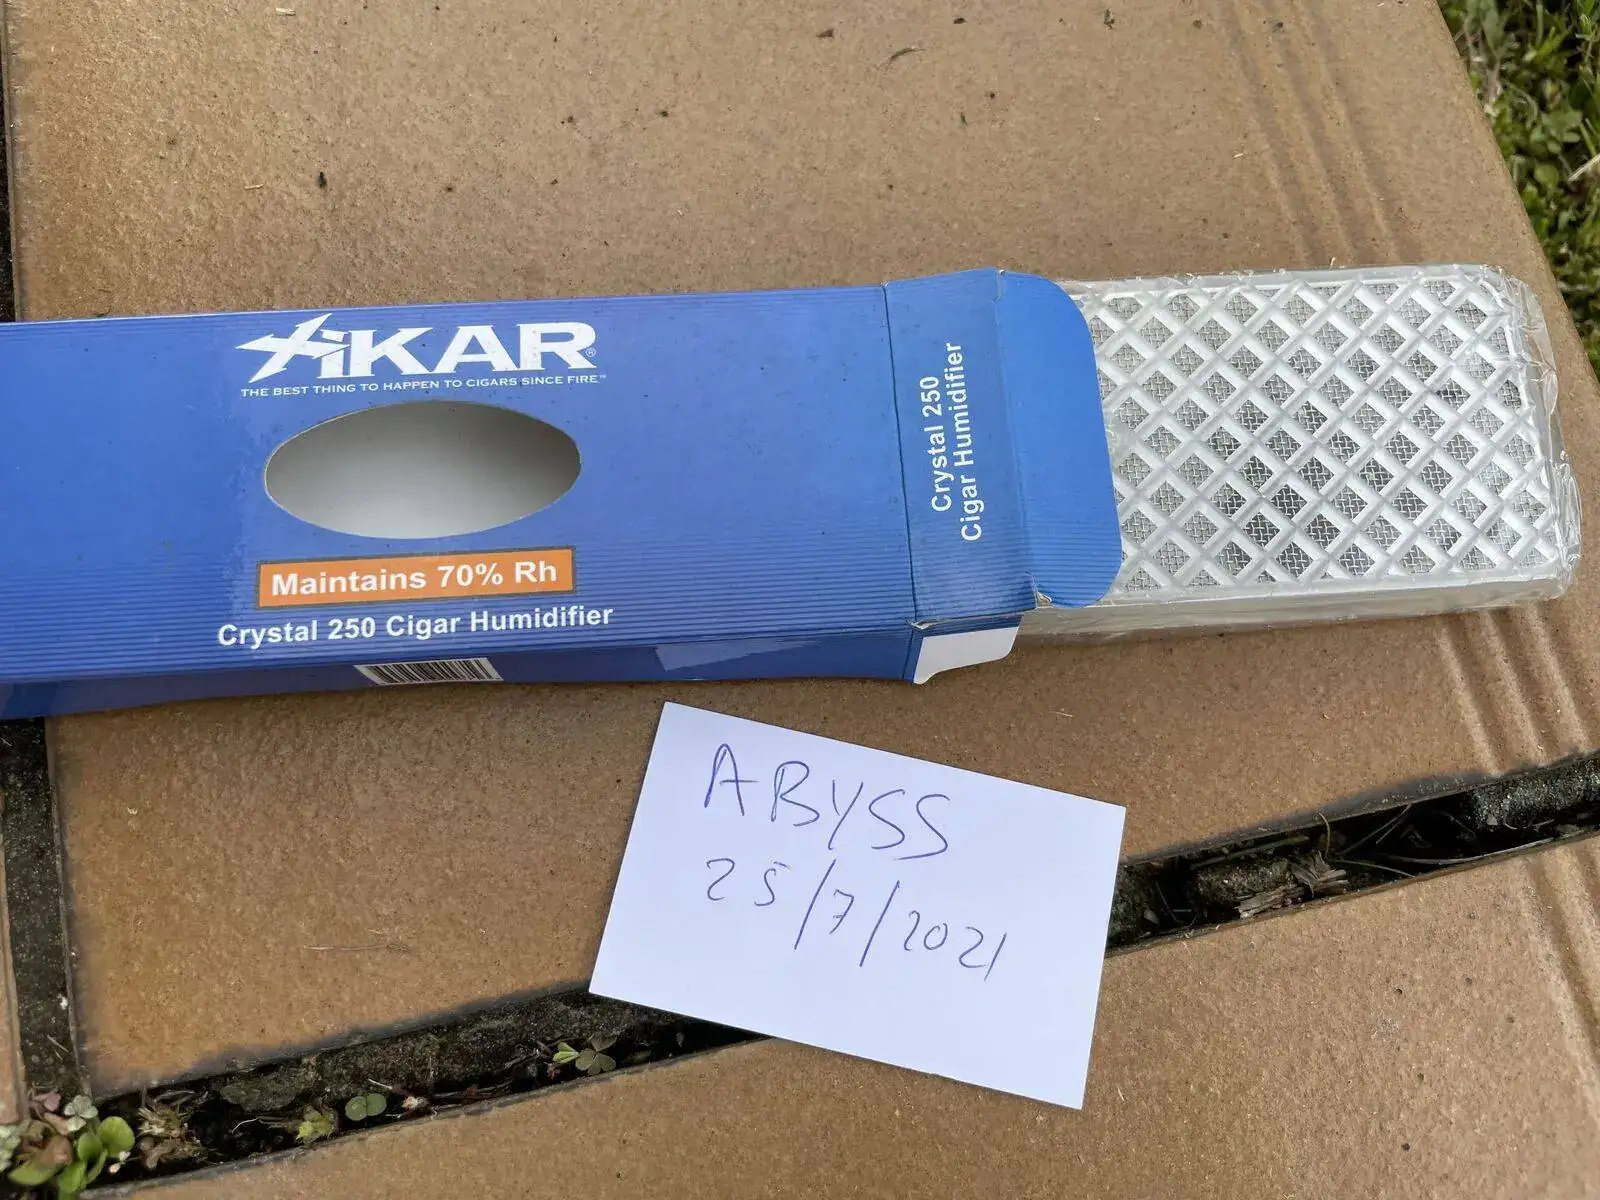 XIKAR®
THE BEST THING TO HAPPEN TO CIGARS SINCE FIRE™
Maintains 70% Rh
Crystal 250 Cigar Humidifier
Crystal 250
Cigar Humidifier
ABYSS
25/7/2021